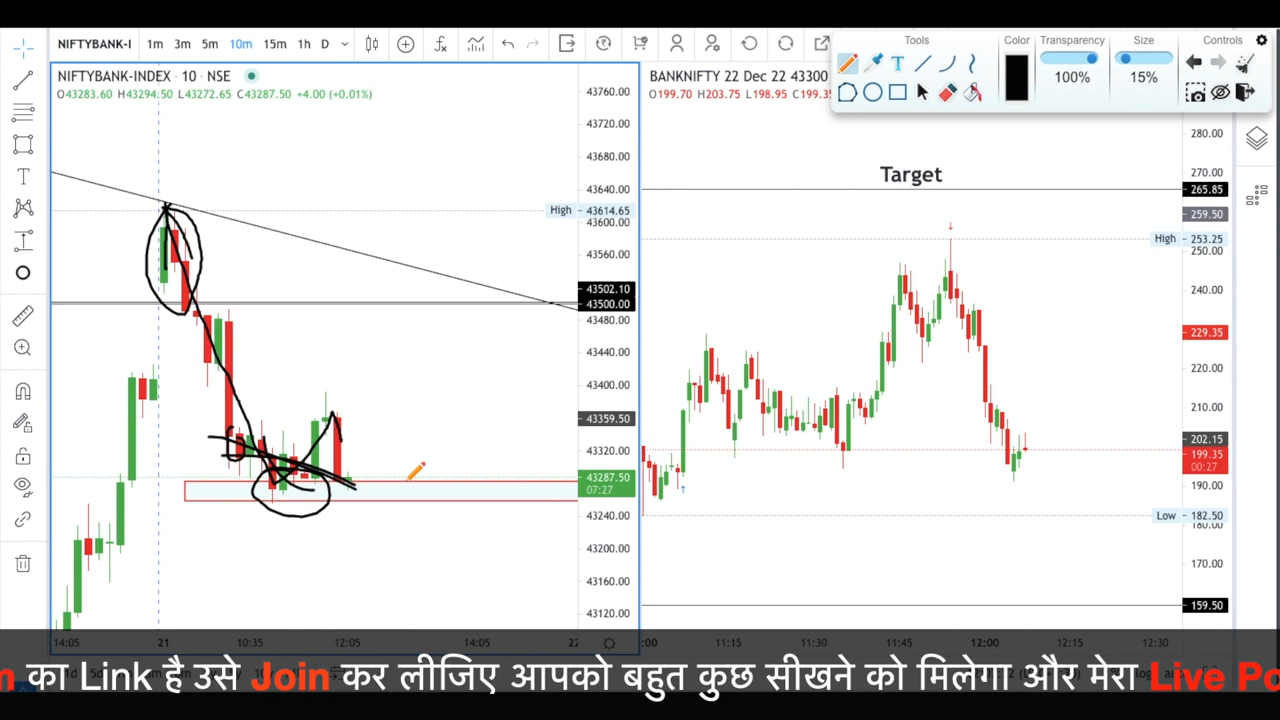 NIFTYBANK-I 1m 3m 5m 10m 15m 1h D
Tools Color Transparency Size Controls
100% 15%
NIFTYBANK-INDEX · 10 · NSE
O43283.60 H43294.50 L43272.65 C43287.50 +4.00 (+0.01%)
BANKNIFTY 22 Dec 22 43300
O199.70 H203.75 L198.95 C199.35
43760.00
43720.00
43680.00
43640.00
High 43614.65
43600.00
43560.00
43502.10
43500.00
43480.00
43440.00
43400.00
43359.50
43320.00
43287.50
07:27
43240.00
43200.00
43160.00
43120.00
14:05 21 10:35 12:05 14:05 22
Target
280.00
270.00
265.85
259.50
High 253.25
250.00
240.00
229.35
220.00
210.00
202.15
199.35
00:27
190.00
Low 182.50
180.00
170.00
159.50
:00 11:15 11:30 11:45 12:00 12:15 12:30
का Link है उसे Join कर लीजिए आपको बहुत कुछ सीखने को मिलेगा और मेरा Live